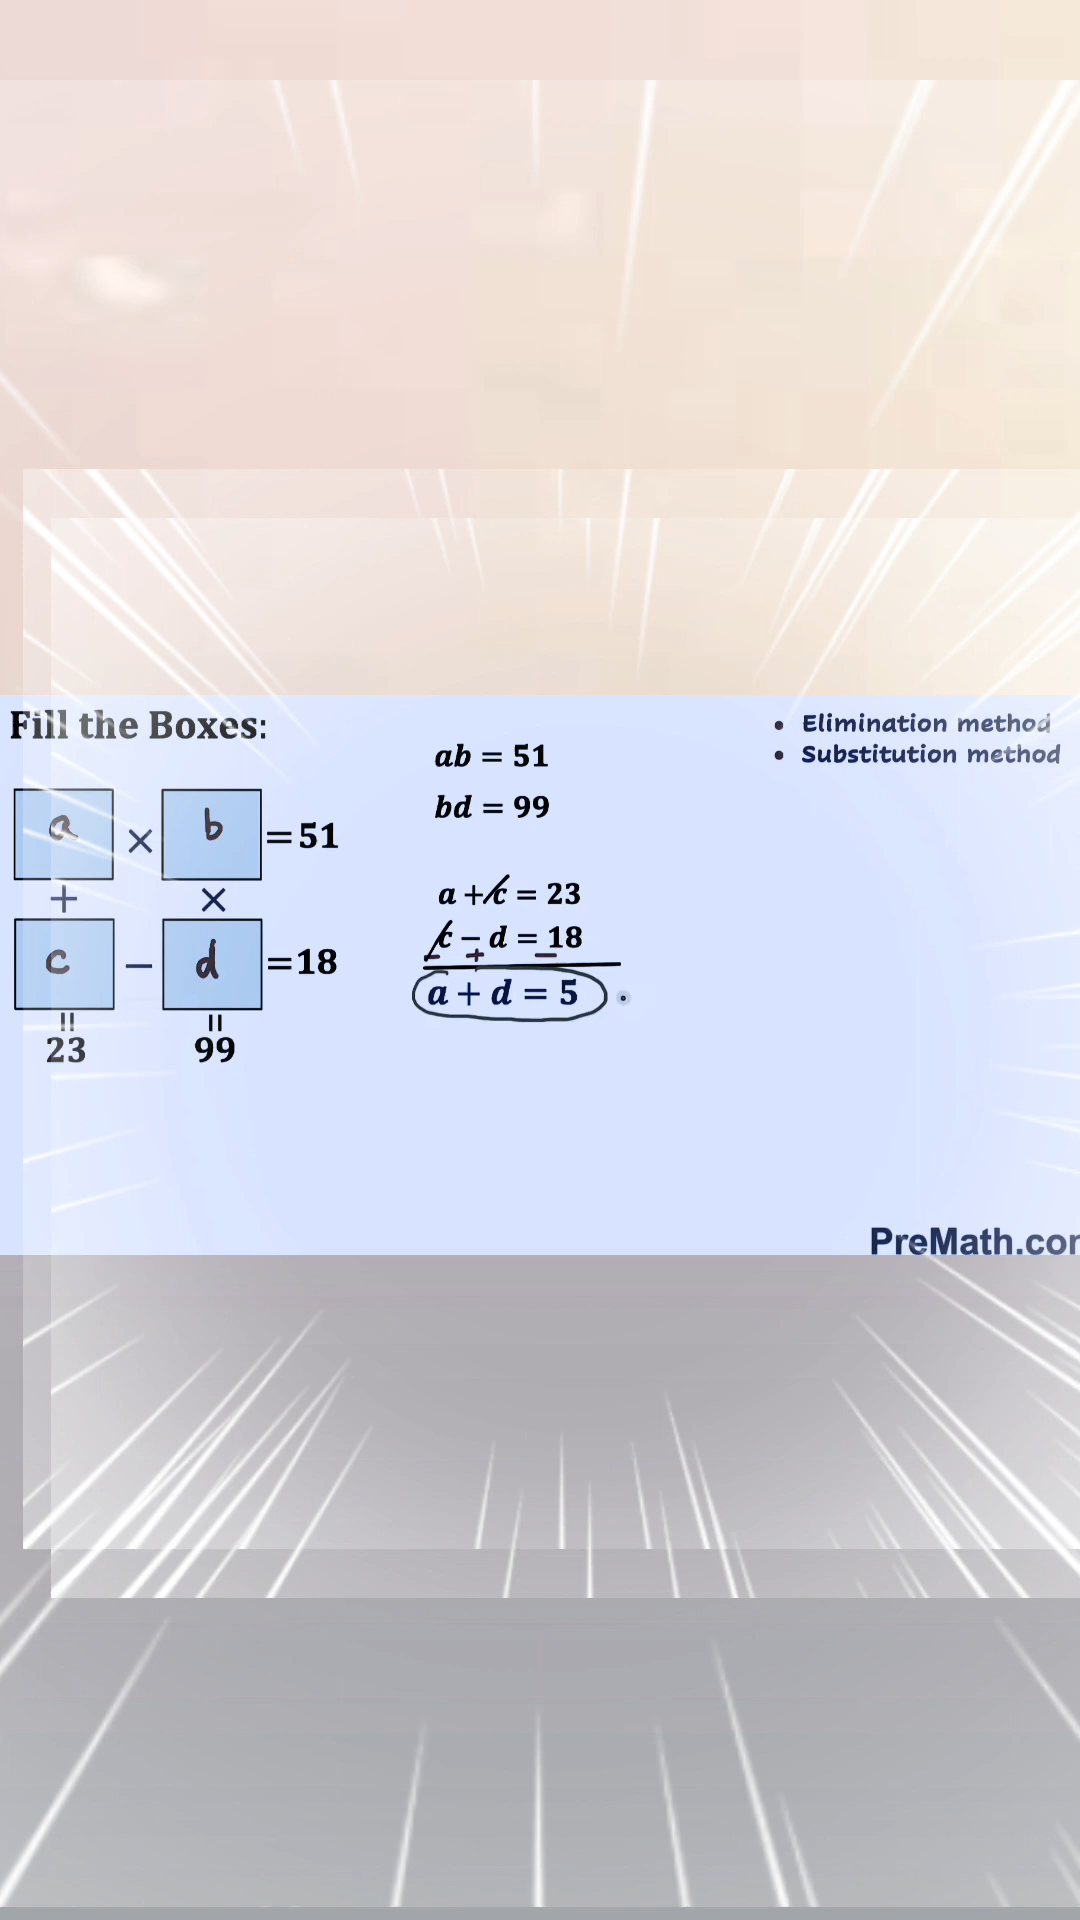 Fill the Boxes:
a × b = 51
+ ×
c − d = 18
= =
23 99
ab = 51
bd = 99
a + c = 23
c − d = 18
− + −
a + d = 5
• Elimination method
• Substitution method
PreMath.cor